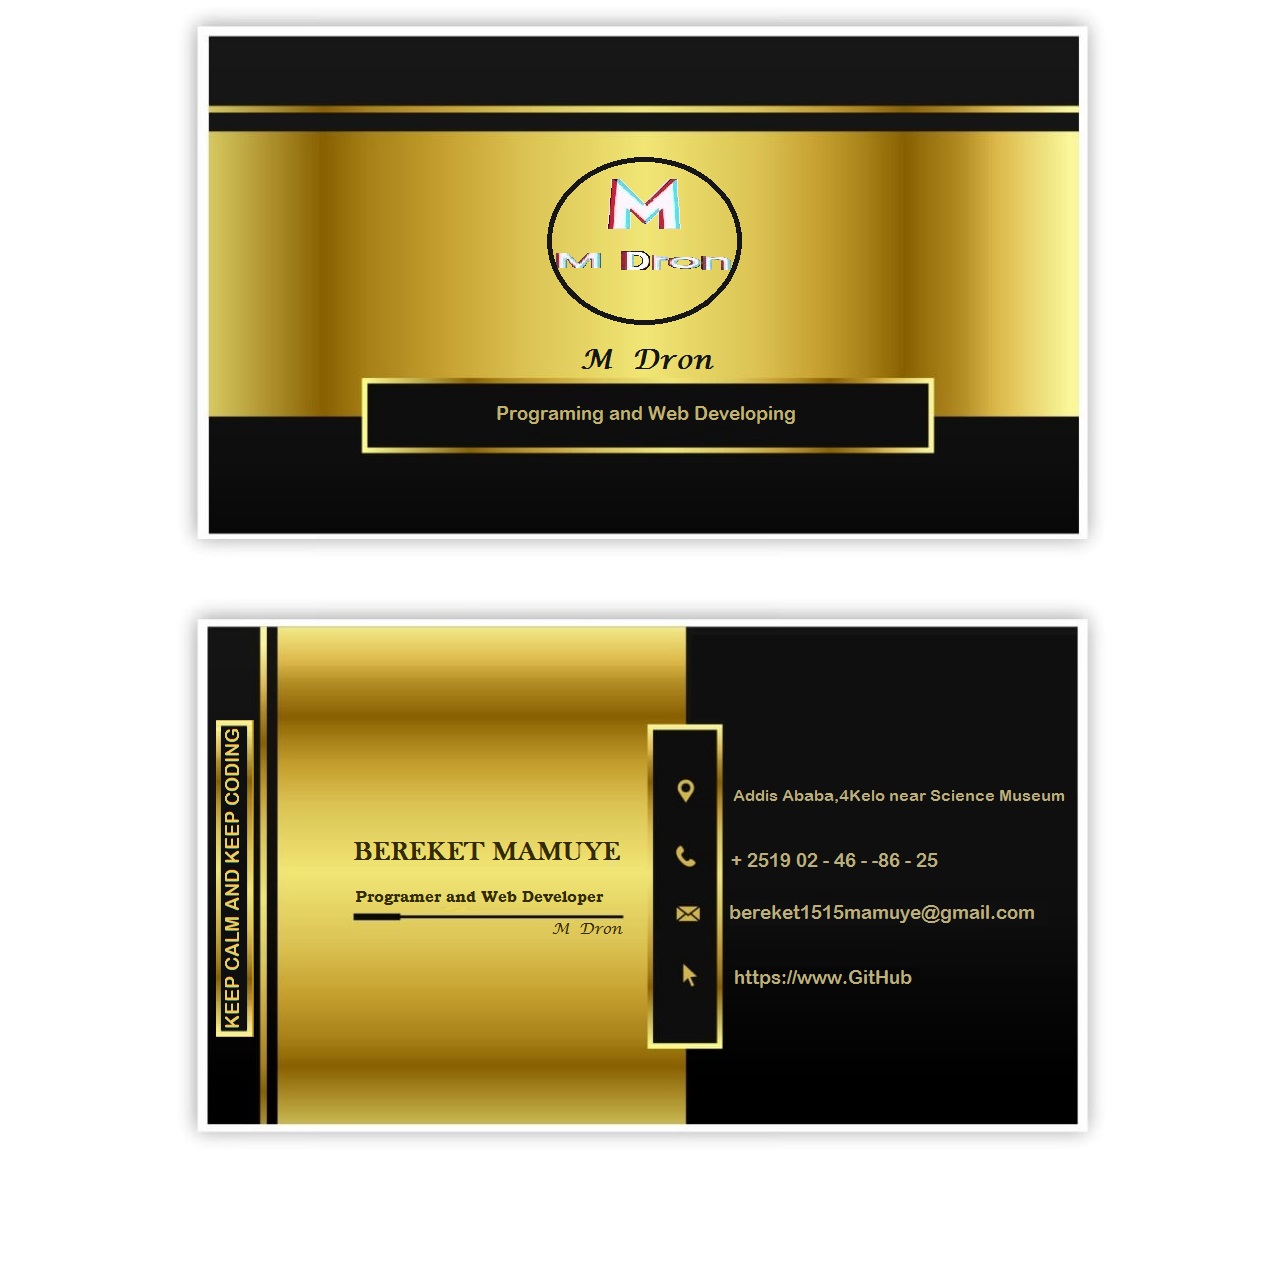 M
M Dron
M Dron
Programing and Web Developing
KEEP CALM AND KEEP CODING
BEREKET MAMUYE
Programer and Web Developer
M Dron
Addis Ababa,4Kelo near Science Museum
+ 2519 02 - 46 - -86 - 25
bereket1515mamuye@gmail.com
https://www.GitHub